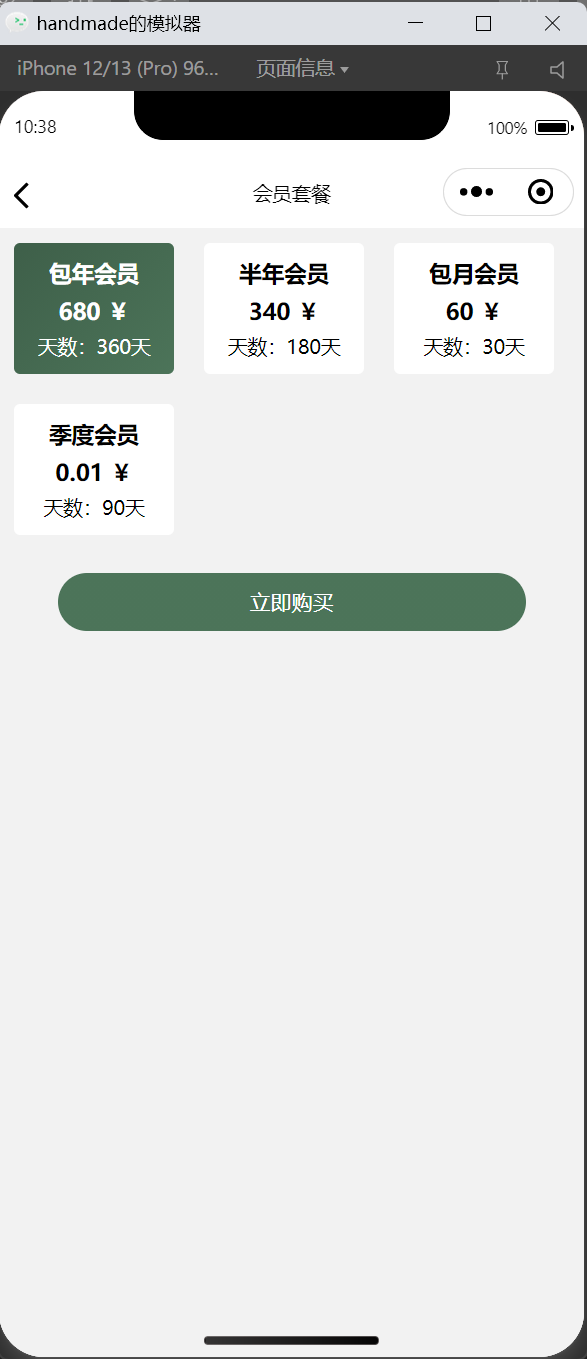 handmade的模拟器
iPhone 12/13 (Pro) 96...
页面信息
10:38
100%
会员套餐
包年会员
680 ¥
天数：360天
半年会员
340 ¥
天数：180天
包月会员
60 ¥
天数：30天
季度会员
0.01 ¥
天数：90天
立即购买